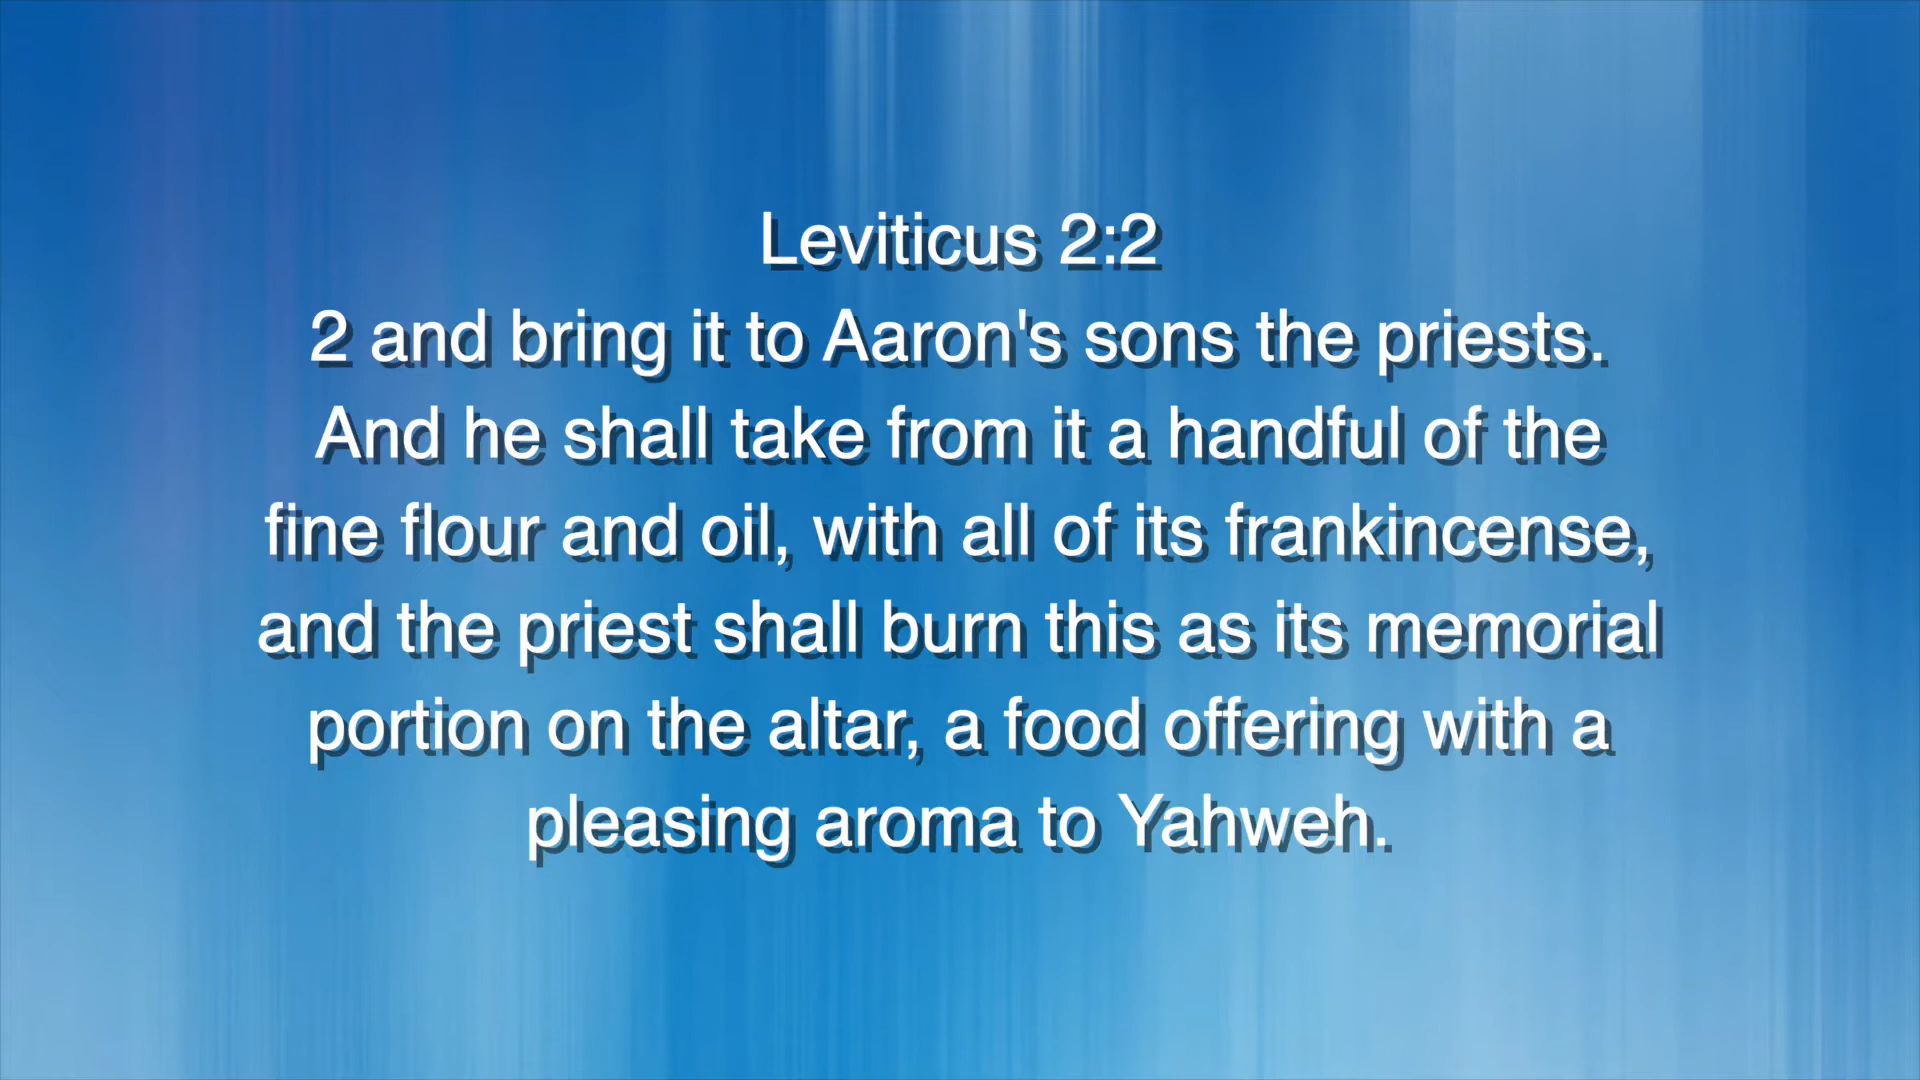 Leviticus 2:2
2 and bring it to Aaron's sons the priests.
And he shall take from it a handful of the
fine flour and oil, with all of its frankincense,
and the priest shall burn this as its memorial
portion on the altar, a food offering with a
pleasing aroma to Yahweh.